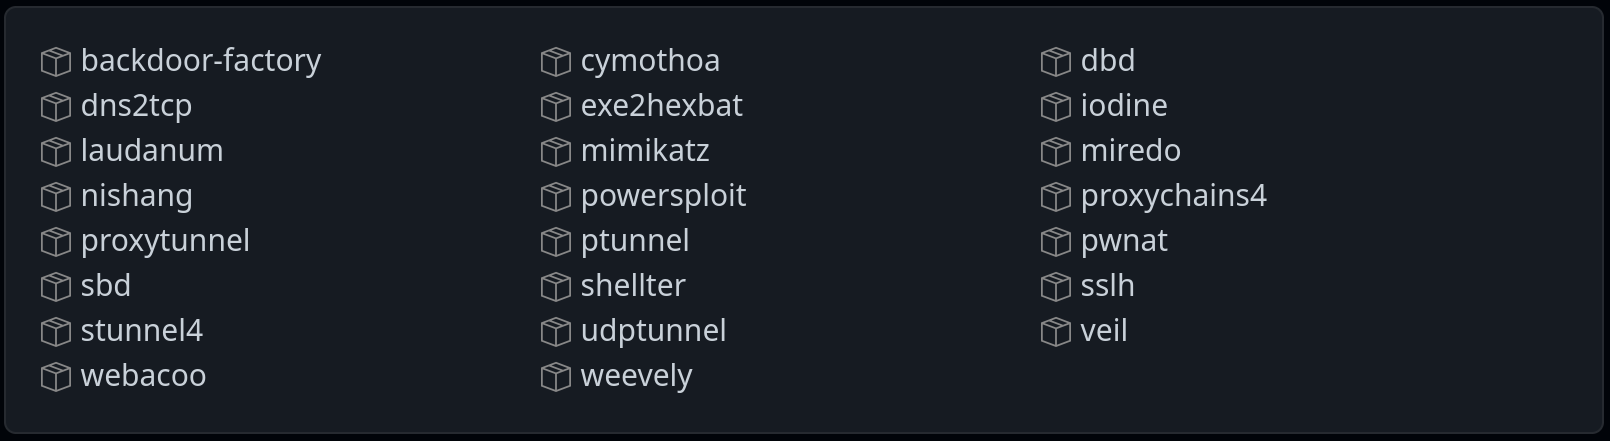 backdoor-factory cymothoa dbd
dns2tcp exe2hexbat iodine
laudanum mimikatz miredo
nishang powersploit proxychains4
proxytunnel ptunnel pwnat
sbd shellter sslh
stunnel4 udptunnel veil
webacoo weevely